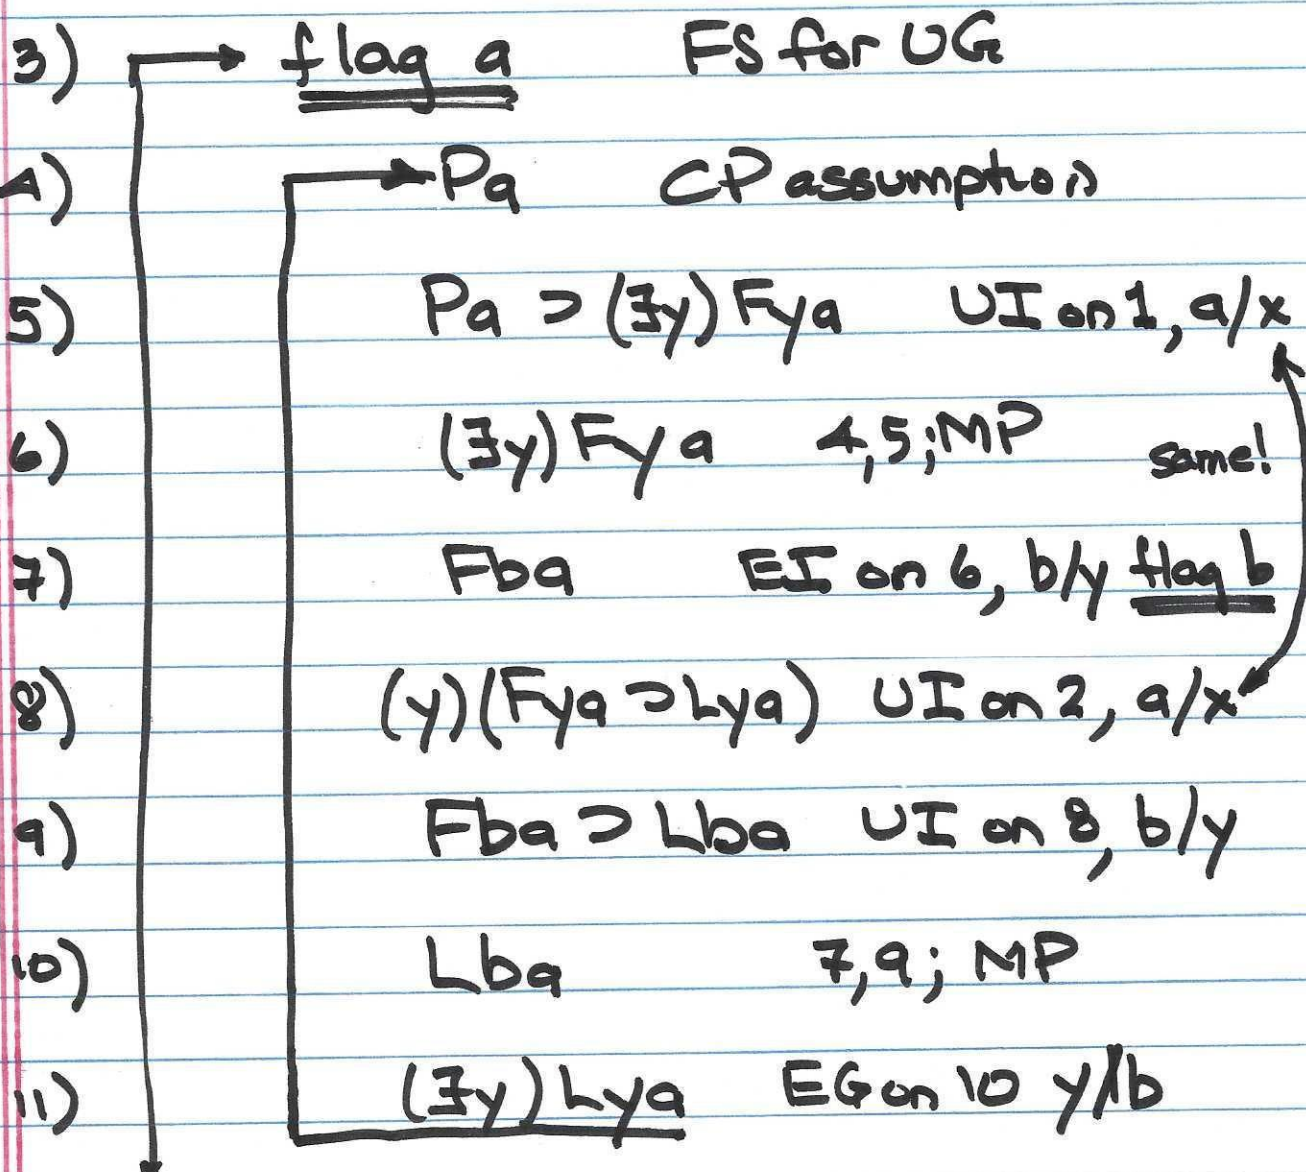 3) flag a FS for UG
4) Pa CP assumption
5) Pa ⊃ (∃y) Fya UI on 1, a/x
6) (∃y) Fya 4,5; MP same!
7) Fba EI on 6, b/y flag b
8) (y)(Fya ⊃ Lya) UI on 2, a/x
9) Fba ⊃ Lba UI on 8, b/y
10) Lba 7,9; MP
11) (∃y) Lya EG on 10 y/b